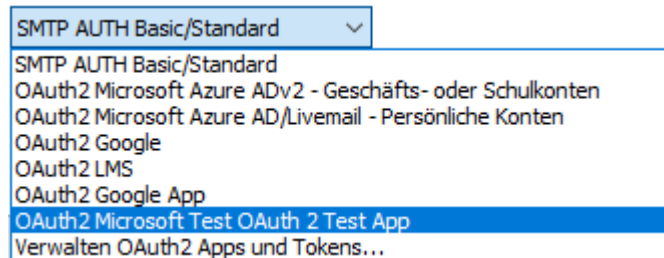 SMTP AUTH Basic/Standard
SMTP AUTH Basic/Standard
OAuth2 Microsoft Azure ADv2 - Geschäfts- oder Schulkonten
OAuth2 Microsoft Azure AD/Livemail - Persönliche Konten
OAuth2 Google
OAuth2 LMS
OAuth2 Google App
OAuth2 Microsoft Test OAuth 2 Test App
Verwalten OAuth2 Apps und Tokens...